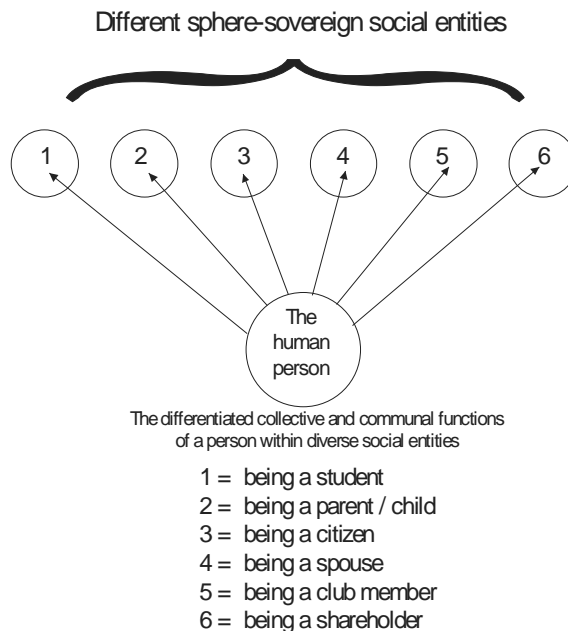 Different sphere-sovereign social entities
1 2 3 4 5 6
The
human
person
The differentiated collective and communal functions
of a person within diverse social entities
1 = being a student
2 = being a parent / child
3 = being a citizen
4 = being a spouse
5 = being a club member
6 = being a shareholder